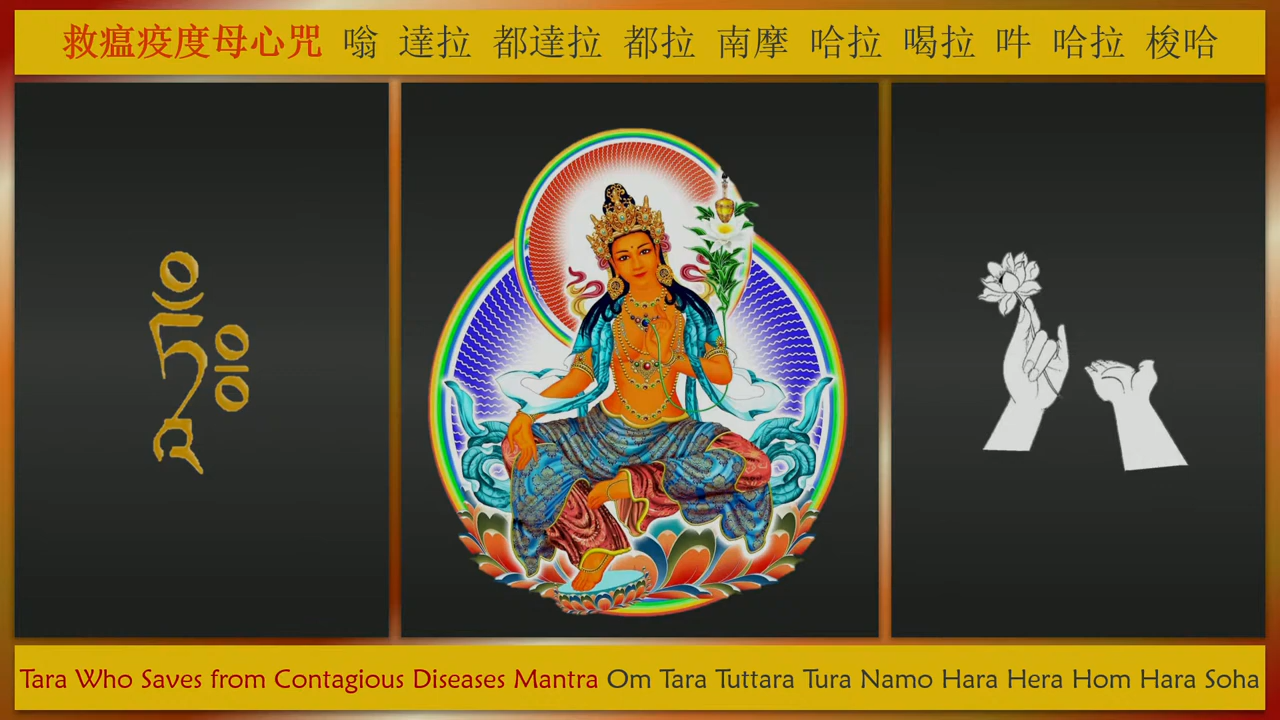 救瘟疫度母心咒 嗡 達拉 都達拉 都拉 南摩 哈拉 喝拉 吽 哈拉 梭哈
Tara Who Saves from Contagious Diseases Mantra Om Tara Tuttara Tura Namo Hara Hera Hom Hara Soha